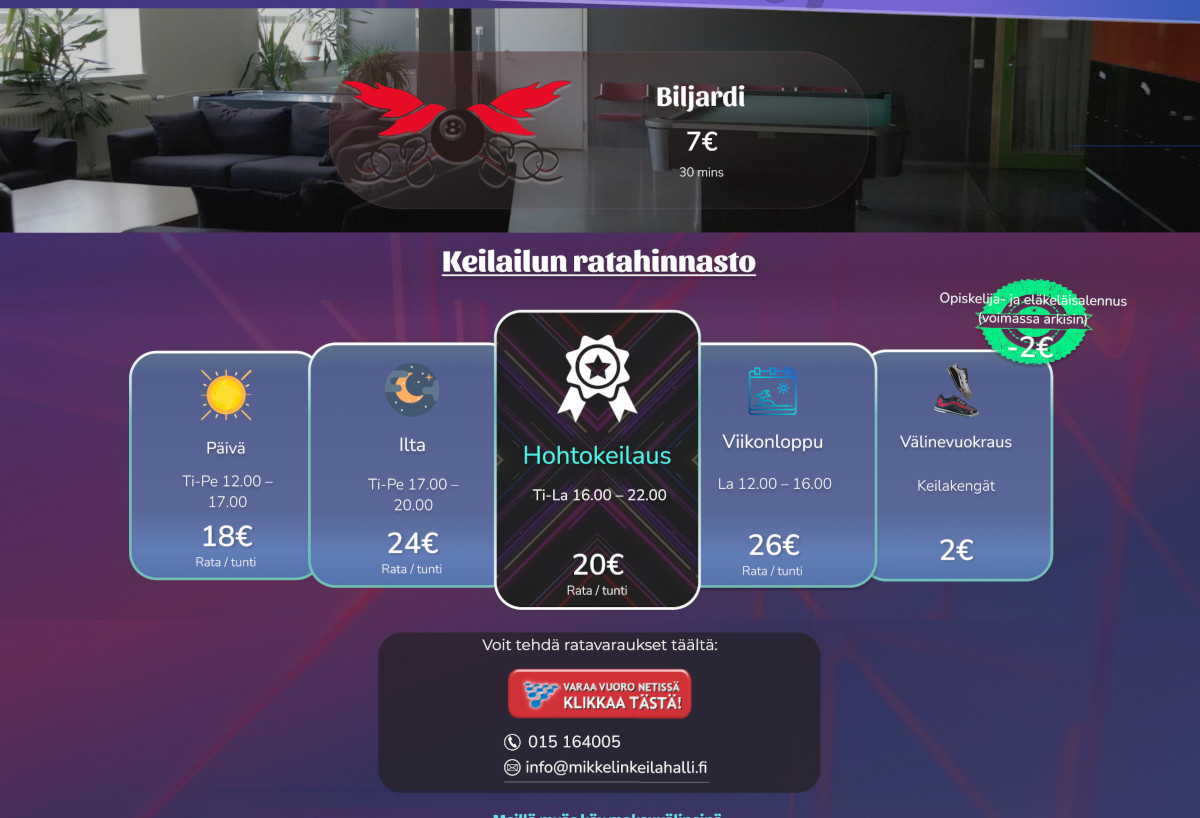 Biljardi
7€
30 mins
Keilailun ratahinnasto
Opiskelija- ja eläkeläisalennus
(voimassa arkisin)
-2€
Päivä
Ti-Pe 12.00 –
17.00
18€
Rata / tunti
Ilta
Ti-Pe 17.00 –
20.00
24€
Rata / tunti
Hohtokeilaus
Ti-La 16.00 – 22.00
20€
Rata / tunti
Viikonloppu
La 12.00 – 16.00
26€
Rata / tunti
Välinevuokraus
Keilakengät
2€
Voit tehdä ratavaraukset täältä:
VARAA VUORO NETISSÄ
KLIKKAA TÄSTÄ!
015 164005
info@mikkelinkeilahalli.fi